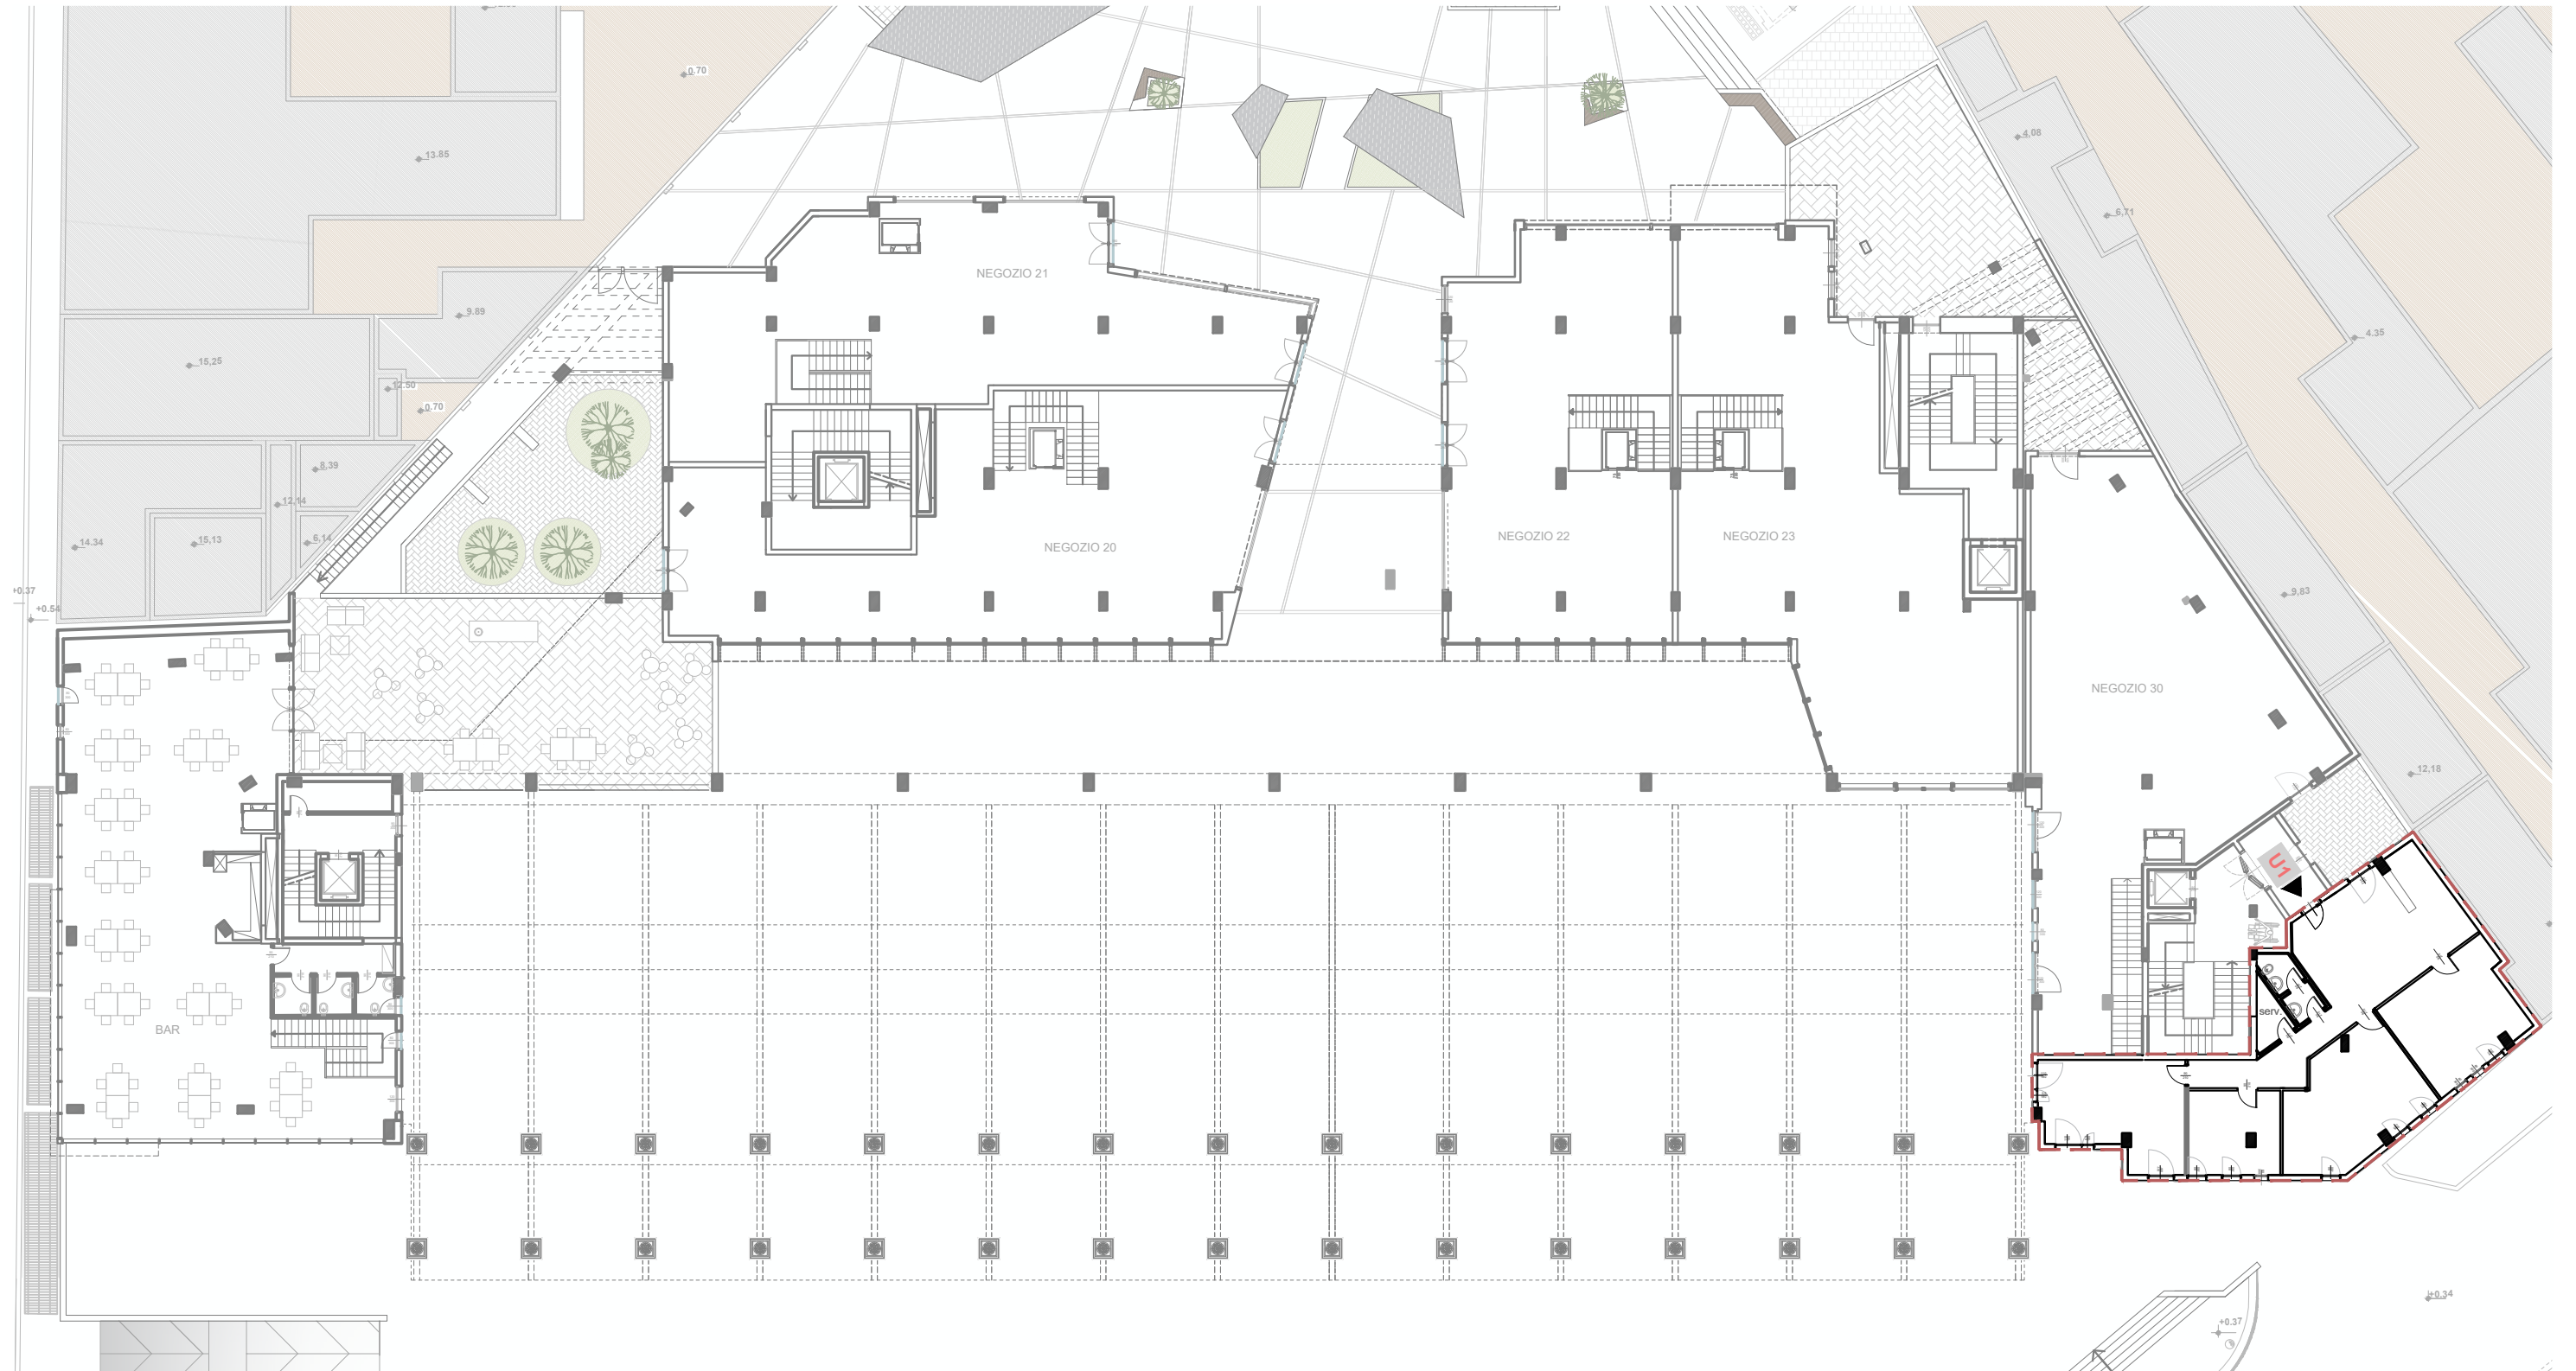 0.70
13.85
4,08
6,71
NEGOZIO 21
9.89
4.35
15,25
12.50
0,70
8,39
12,14
14.34
15,13
6,14
NEGOZIO 20
NEGOZIO 22
NEGOZIO 23
+0.37
+0.54
9,83
NEGOZIO 30
12,18
U1
serv.
BAR
+0.34
+0.37